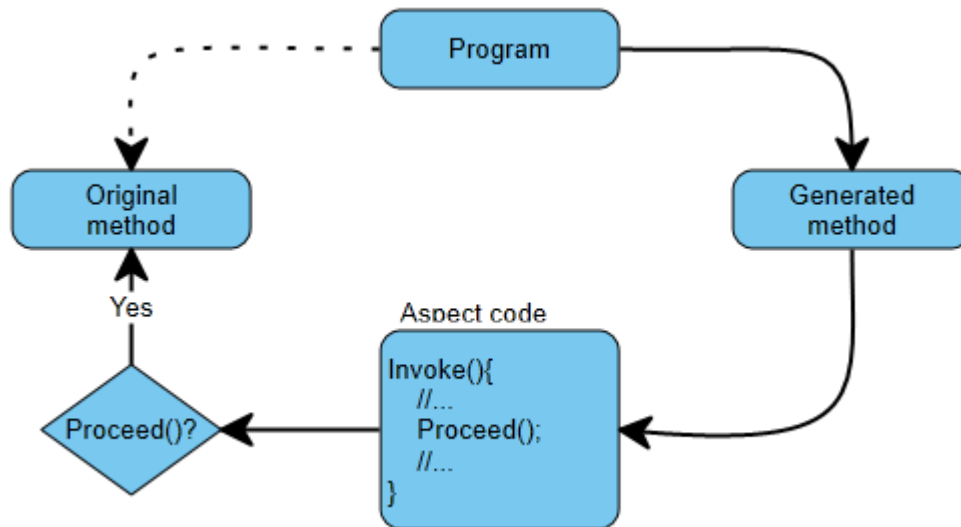 Program
Original
method
Generated
method
Yes
Aspect code
Invoke(){
//...
Proceed();
//...
}
Proceed()?